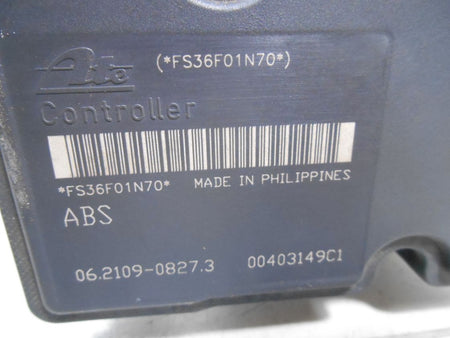 (*FS36F01N70*)
Ate
Controller
*FS36F01N70* MADE IN PHILIPPINES
ABS
06.2109-0827.3 00403149C1